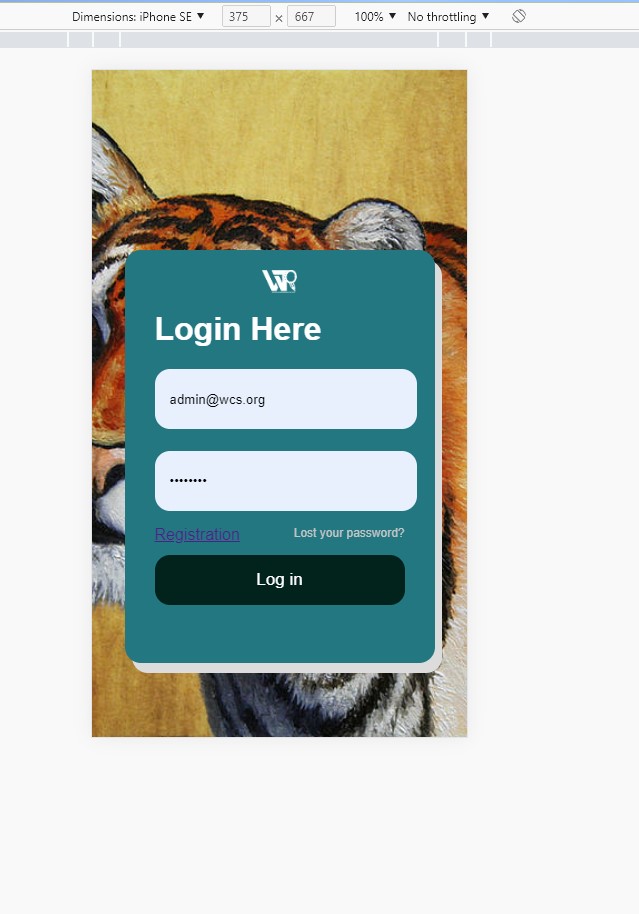 Dimensions: iPhone SE ▼ 375 × 667 100% ▼ No throttling ▼
WR
Login Here
admin@wcs.org
••••••••
Registration Lost your password?
Log in